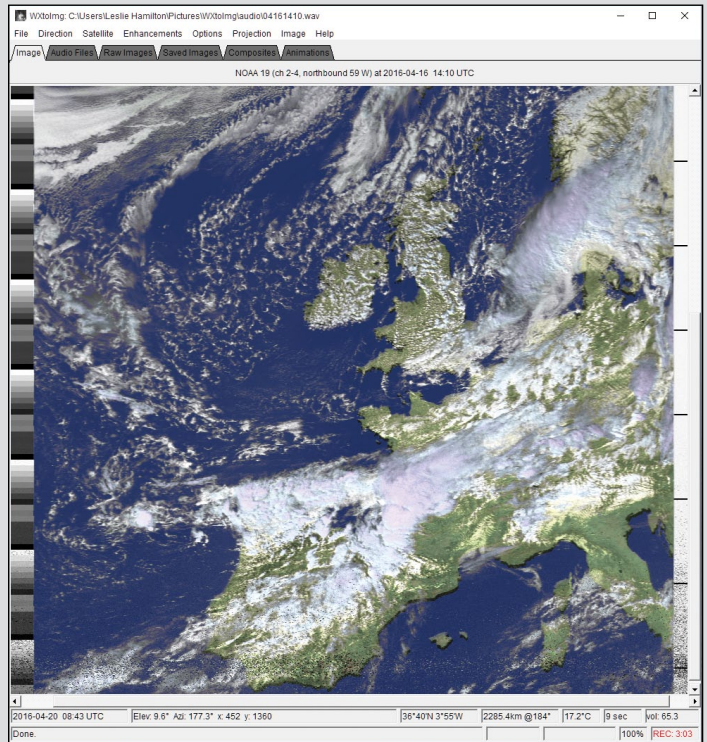 WXtoImg: C:\Users\Leslie Hamilton\Pictures\WXtoImg\audio\04161410.wav
File Direction Satellite Enhancements Options Projection Image Help
Image Audio Files Raw Images Saved Images Composites Animations
NOAA 19 (ch 2-4, northbound 59 W) at 2016-04-16 14:10 UTC
2016-04-20 08:43 UTC Elev: 9.6° Azi: 177.3° x: 452 y: 1360 36°40'N 3°55'W 2285.4km @184° 17.2°C 9 sec vol: 65.3
Done. 100% REC: 3:03